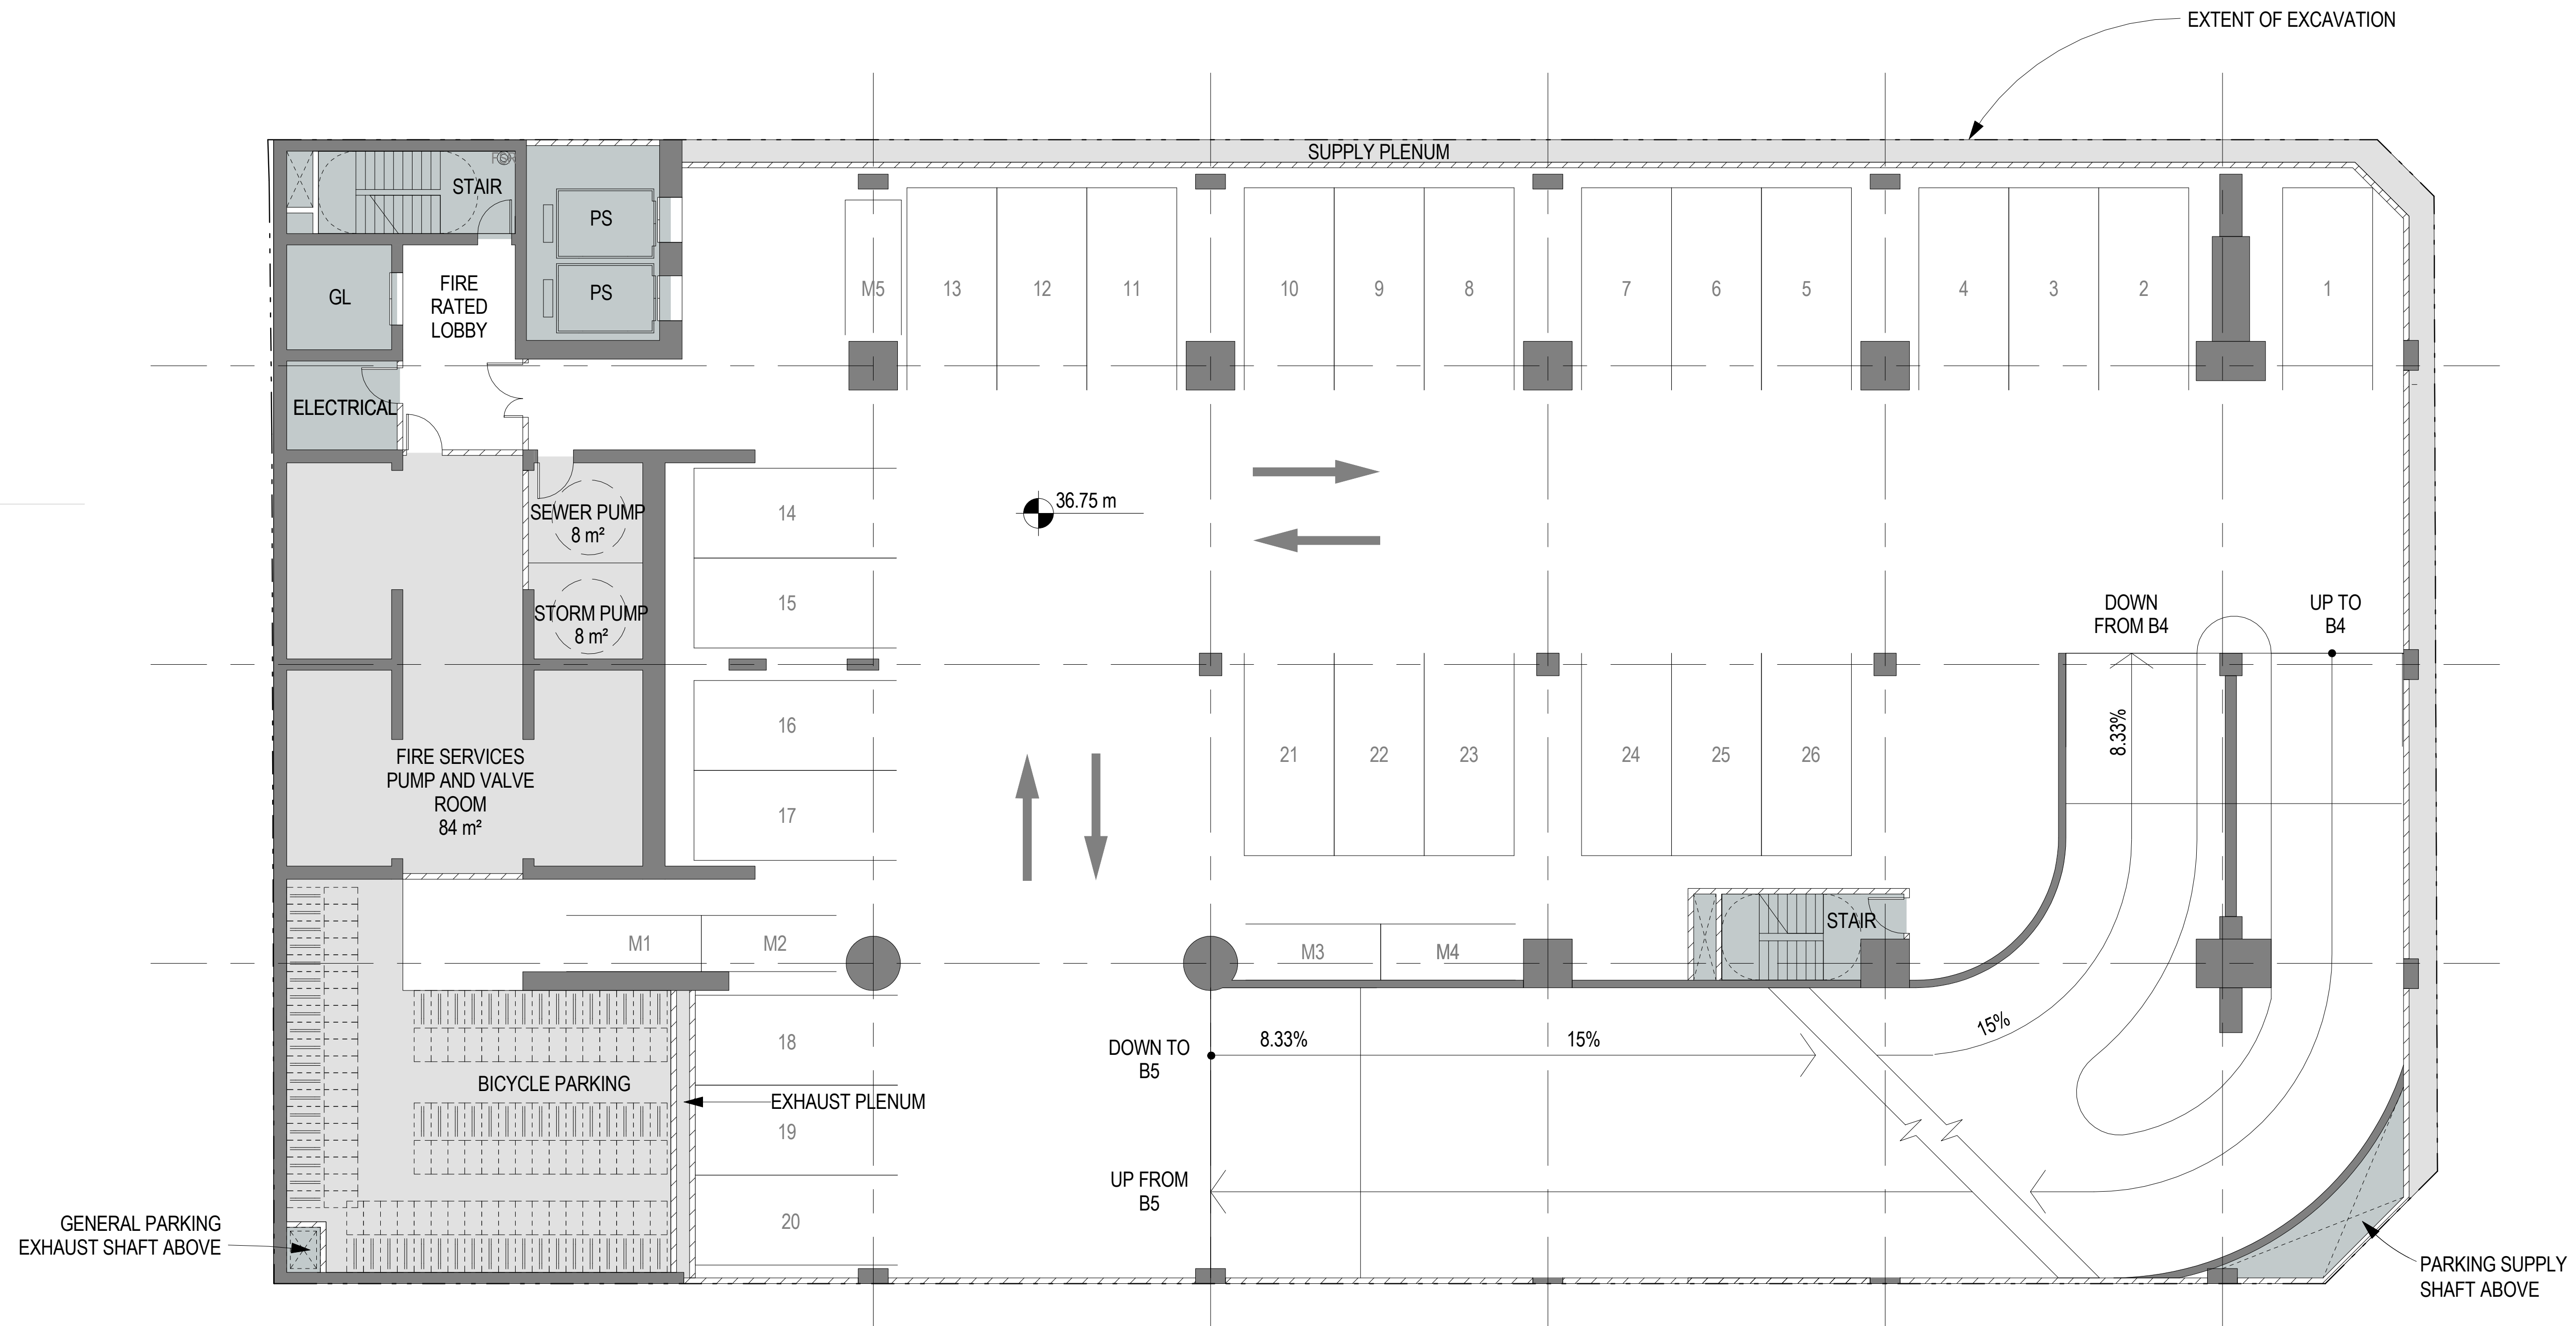 EXTENT OF EXCAVATION
SUPPLY PLENUM
STAIR
PS
GL
FIRE
RATED
LOBBY
PS
M5
13
12
11
10
9
8
7
6
5
4
3
2
1
ELECTRICAL
14
36.75 m
SEWER PUMP
8 m²
15
STORM PUMP
8 m²
DOWN
FROM B4
UP TO
B4
16
8.33%
FIRE SERVICES
PUMP AND VALVE
ROOM
84 m²
17
21
22
23
24
25
26
STAIR
M1
M2
M3
M4
18
DOWN TO
B5
8.33%
15%
15%
BICYCLE PARKING
EXHAUST PLENUM
19
UP FROM
B5
20
GENERAL PARKING
EXHAUST SHAFT ABOVE
PARKING SUPPLY
SHAFT ABOVE